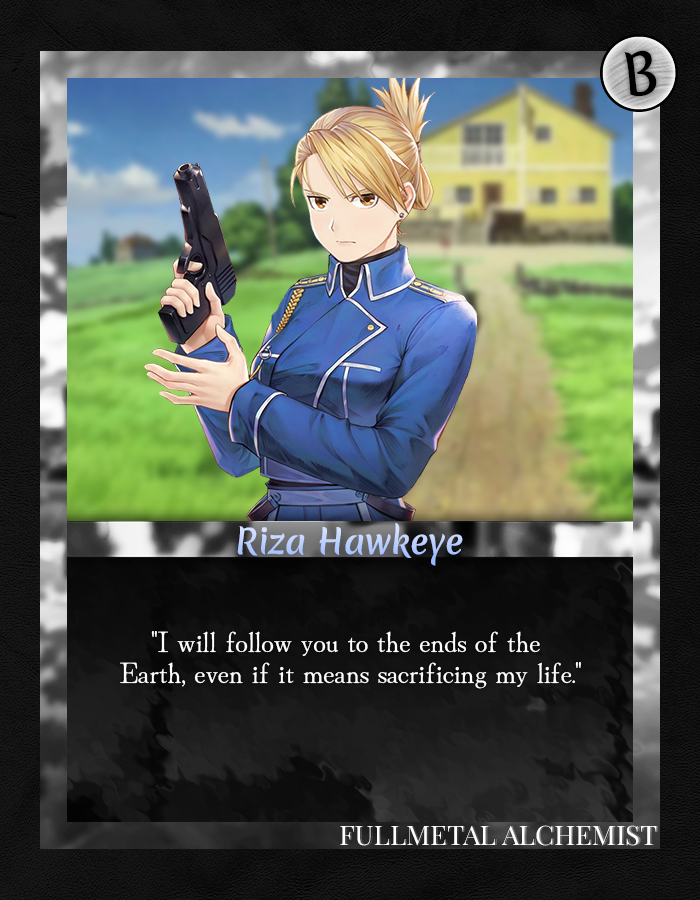 B
Riza Hawkeye
"I will follow you to the ends of the
Earth, even if it means sacrificing my life."
FULLMETAL ALCHEMIST